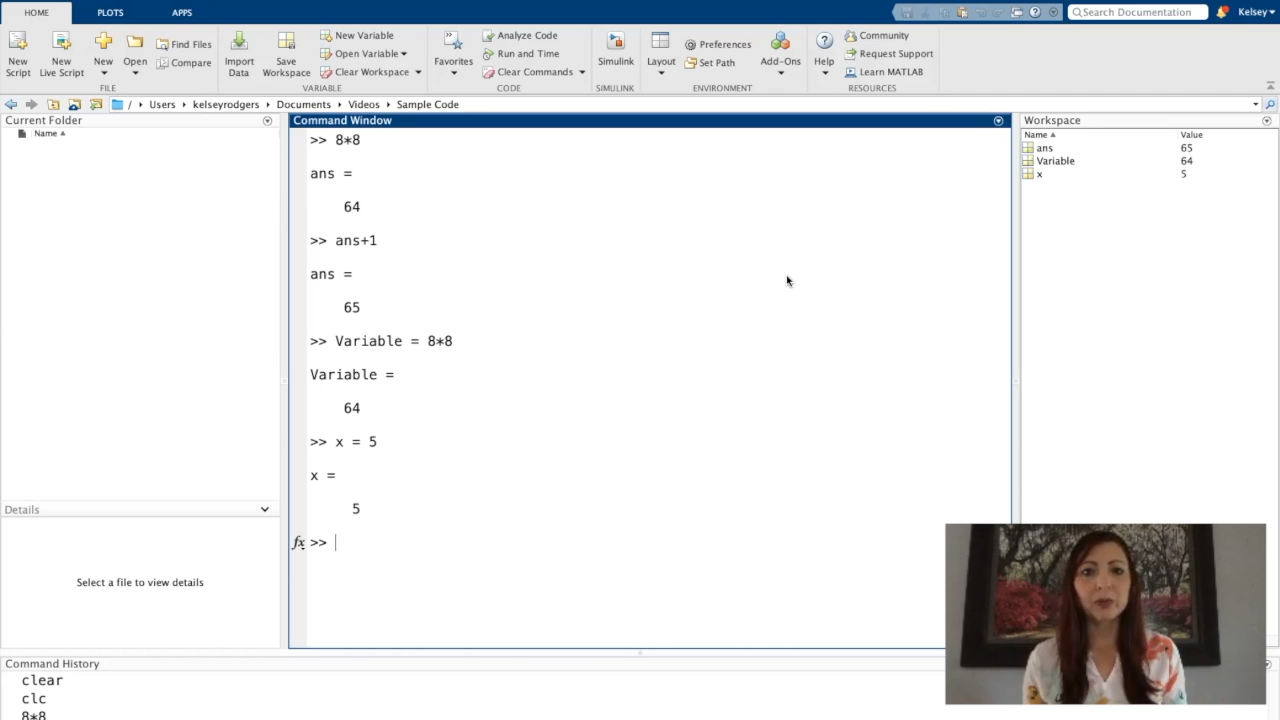 HOME PLOTS APPS
Search Documentation
Kelsey
New Script
New Live Script
New
Open
Find Files
Compare
Import Data
Save Workspace
New Variable
Open Variable
Clear Workspace
Favorites
Analyze Code
Run and Time
Clear Commands
Simulink
Layout
Preferences
Set Path
Add-Ons
Help
Community
Request Support
Learn MATLAB
FILE VARIABLE CODE SIMULINK ENVIRONMENT RESOURCES
/ Users kelseyrodgers Documents Videos Sample Code
Current Folder
Name
Details
Select a file to view details
Command Window
>> 8*8
ans =
64
>> ans+1
ans =
65
>> Variable = 8*8
Variable =
64
>> x = 5
x =
5
fx >>
Workspace
Name Value
ans 65
Variable 64
x 5
Command History
clear
clc
8*8